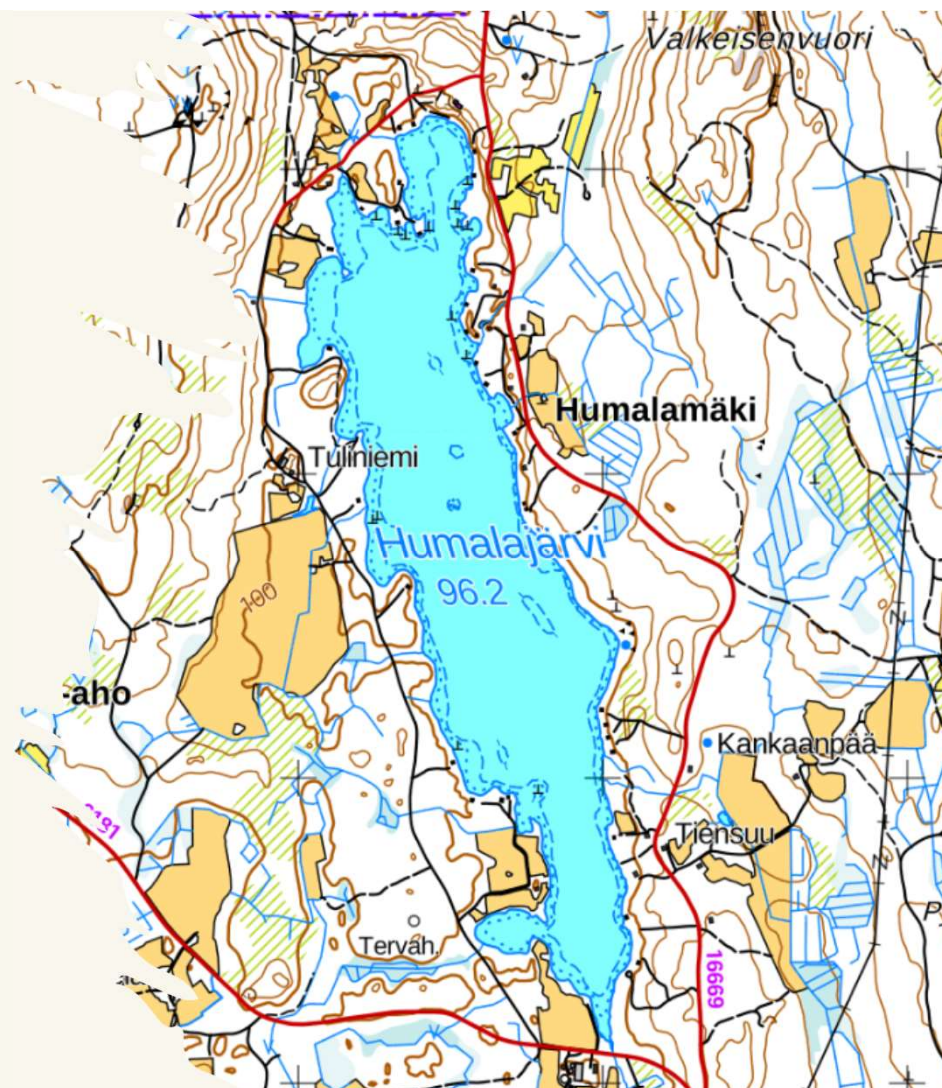 Valkeisenvuori
Humalamäki
Tuliniemi
Humalajärvi
96.2
100
-aho
Kankaanpää
Tiensuu
Tervah.
16669